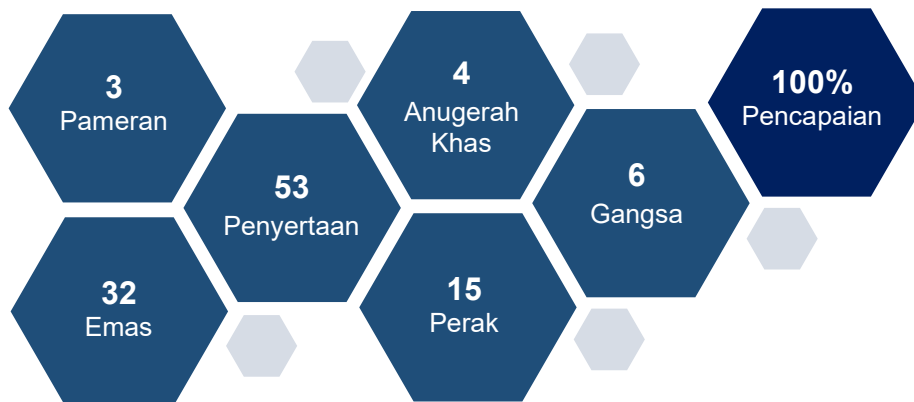 3
Pameran
53
Penyertaan
4
Anugerah
Khas
6
Gangsa
100%
Pencapaian
32
Emas
15
Perak